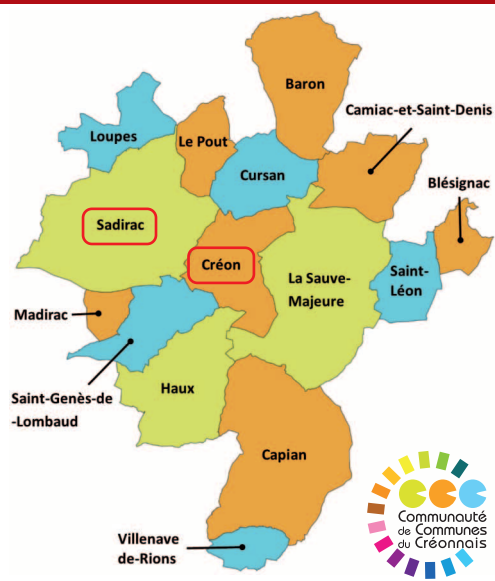 Baron
Camiac-et-Saint-Denis
Loupes
Le Pout
Cursan
Blésignac
Sadirac
Créon
La Sauve-
Majeure
Saint-
Léon
Madirac
Saint-Genès-de
-Lombaud
Haux
Capian
Villenave
de-Rions
Communauté
de Communes
du Créonnais